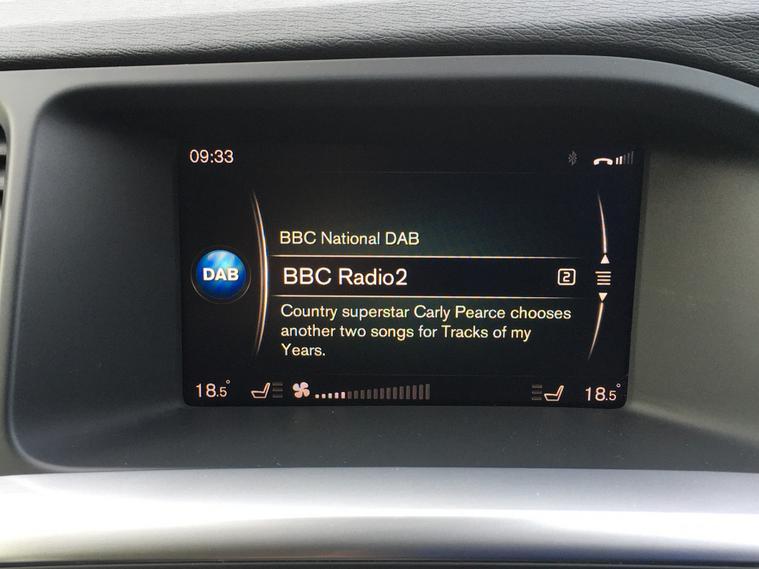 09:33
BBC National DAB
DAB
BBC Radio2
2
Country superstar Carly Pearce chooses
another two songs for Tracks of my
Years.
18.5°
18.5°